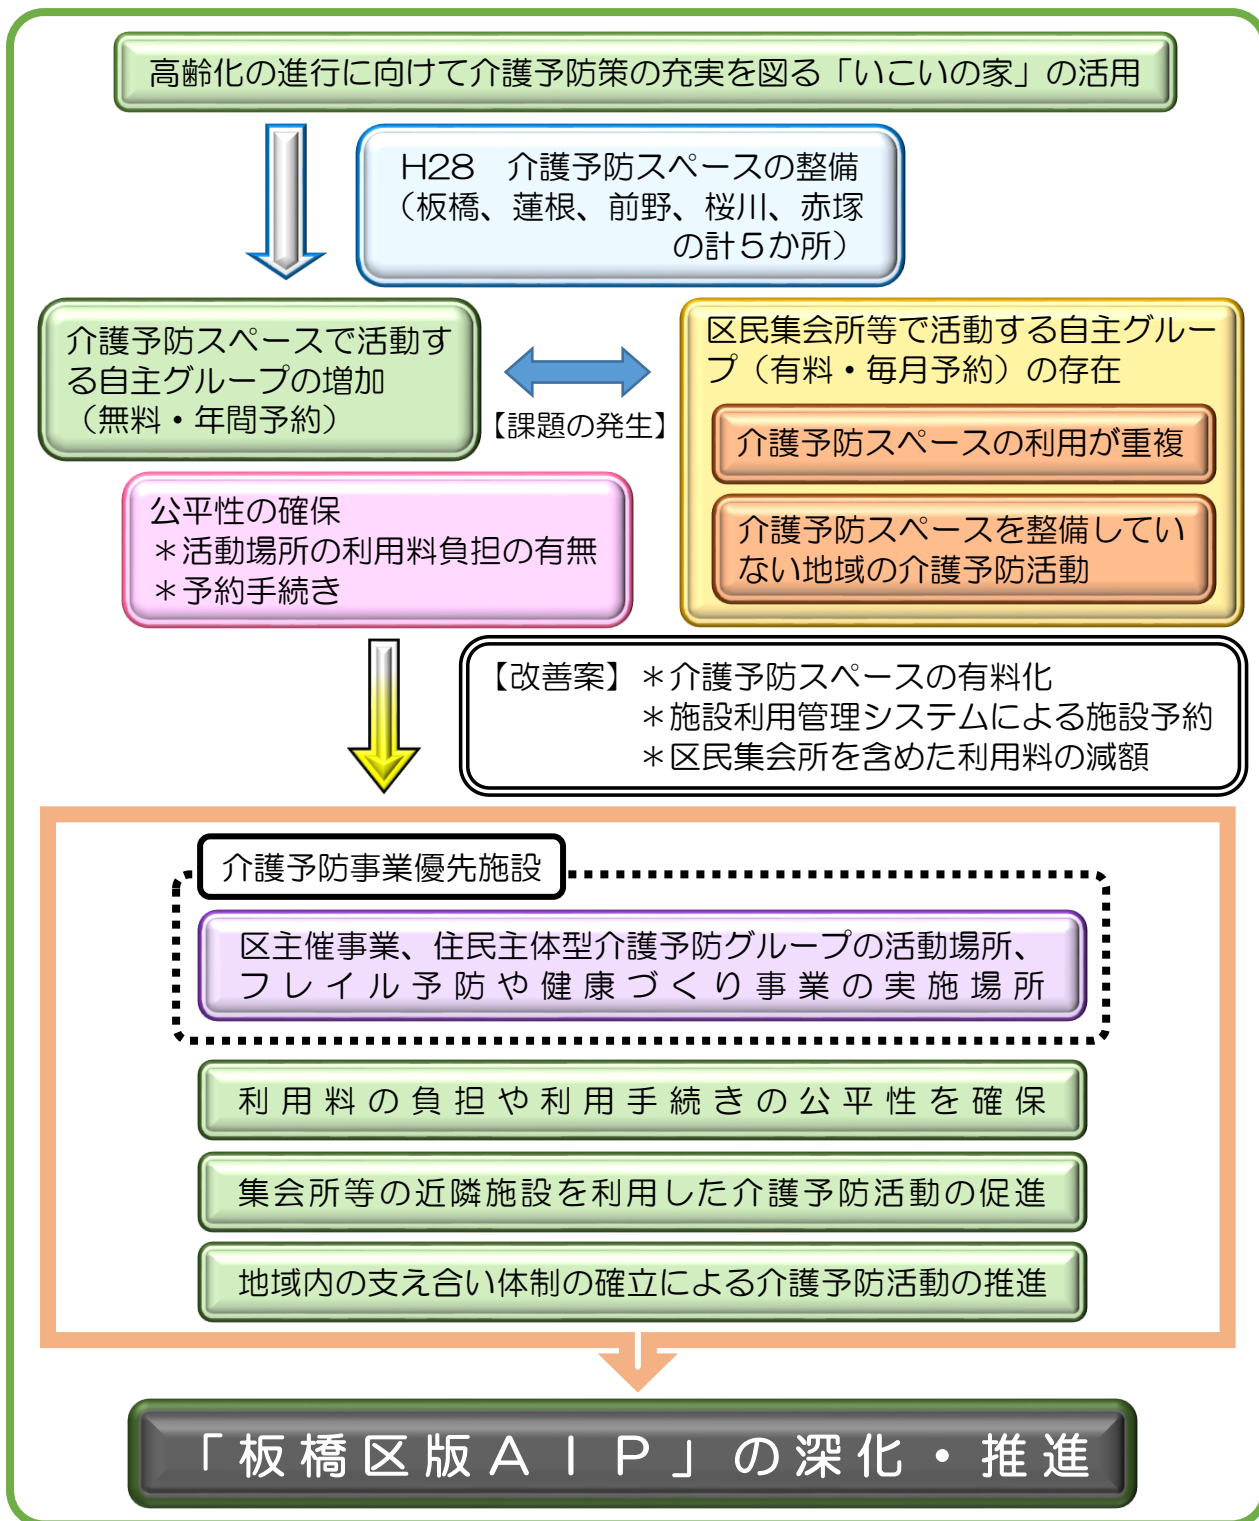 高齢化の進行に向けて介護予防策の充実を図る「いこいの家」の活用
H28　介護予防スペースの整備
（板橋、蓮根、前野、桜川、赤塚
の計５か所）
介護予防スペースで活動す
る自主グループの増加
（無料・年間予約）
【課題の発生】
区民集会所等で活動する自主グルー
プ（有料・毎月予約）の存在
介護予防スペースの利用が重複
介護予防スペースを整備してい
ない地域の介護予防活動
公平性の確保
＊活動場所の利用料負担の有無
＊予約手続き
【改善案】＊介護予防スペースの有料化
＊施設利用管理システムによる施設予約
＊区民集会所を含めた利用料の減額
介護予防事業優先施設
区主催事業、住民主体型介護予防グループの活動場所、
フレイル予防や健康づくり事業の実施場所
利用料の負担や利用手続きの公平性を確保
集会所等の近隣施設を利用した介護予防活動の促進
地域内の支え合い体制の確立による介護予防活動の推進
「板橋区版ＡＩＰ」の深化・推進